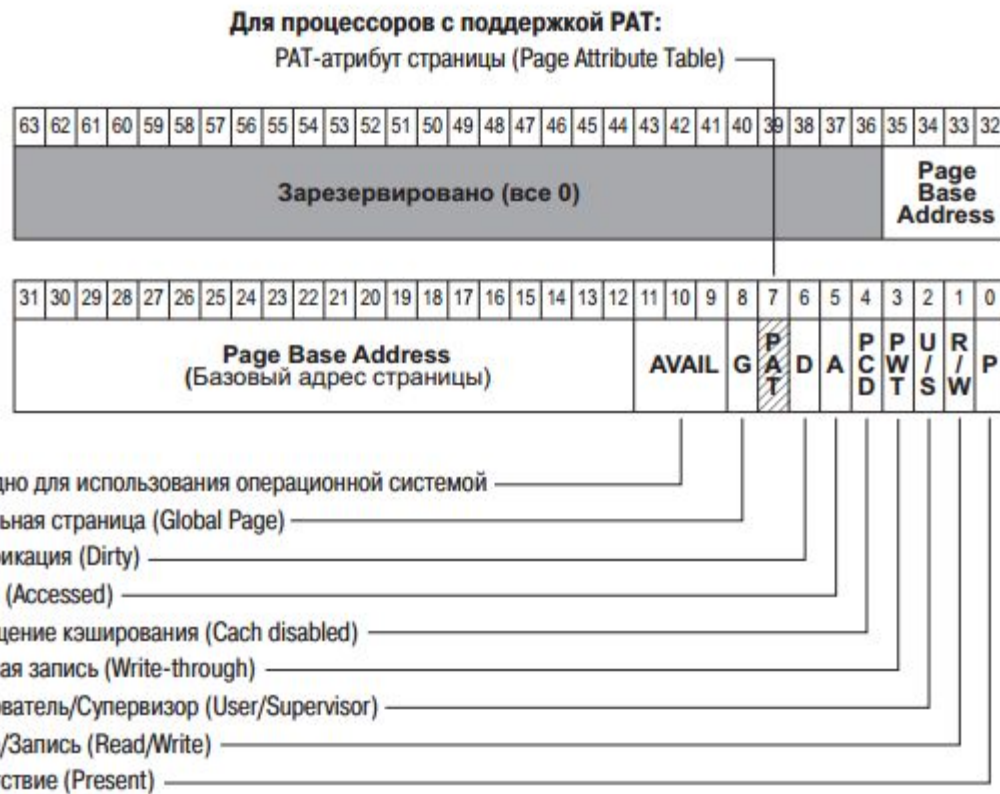 Для процессоров с поддержкой PAT:
PAT-атрибут страницы (Page Attribute Table)
63 62 61 60 59 58 57 56 55 54 53 52 51 50 49 48 47 46 45 44 43 42 41 40 39 38 37 36 35 34 33 32
Зарезервировано (все 0)
Page
Base
Address
31 30 29 28 27 26 25 24 23 22 21 20 19 18 17 16 15 14 13 12 11 10 9 8 7 6 5 4 3 2 1 0
Page Base Address
(Базовый адрес страницы)
AVAIL G PAT D A PCD PWT U/S R/W P
дно для использования операционной системой
ьная страница (Global Page)
икация (Dirty)
(Accessed)
щение кэширования (Cach disabled)
ая запись (Write-through)
ователь/Супервизор (User/Supervisor)
/Запись (Read/Write)
тствие (Present)